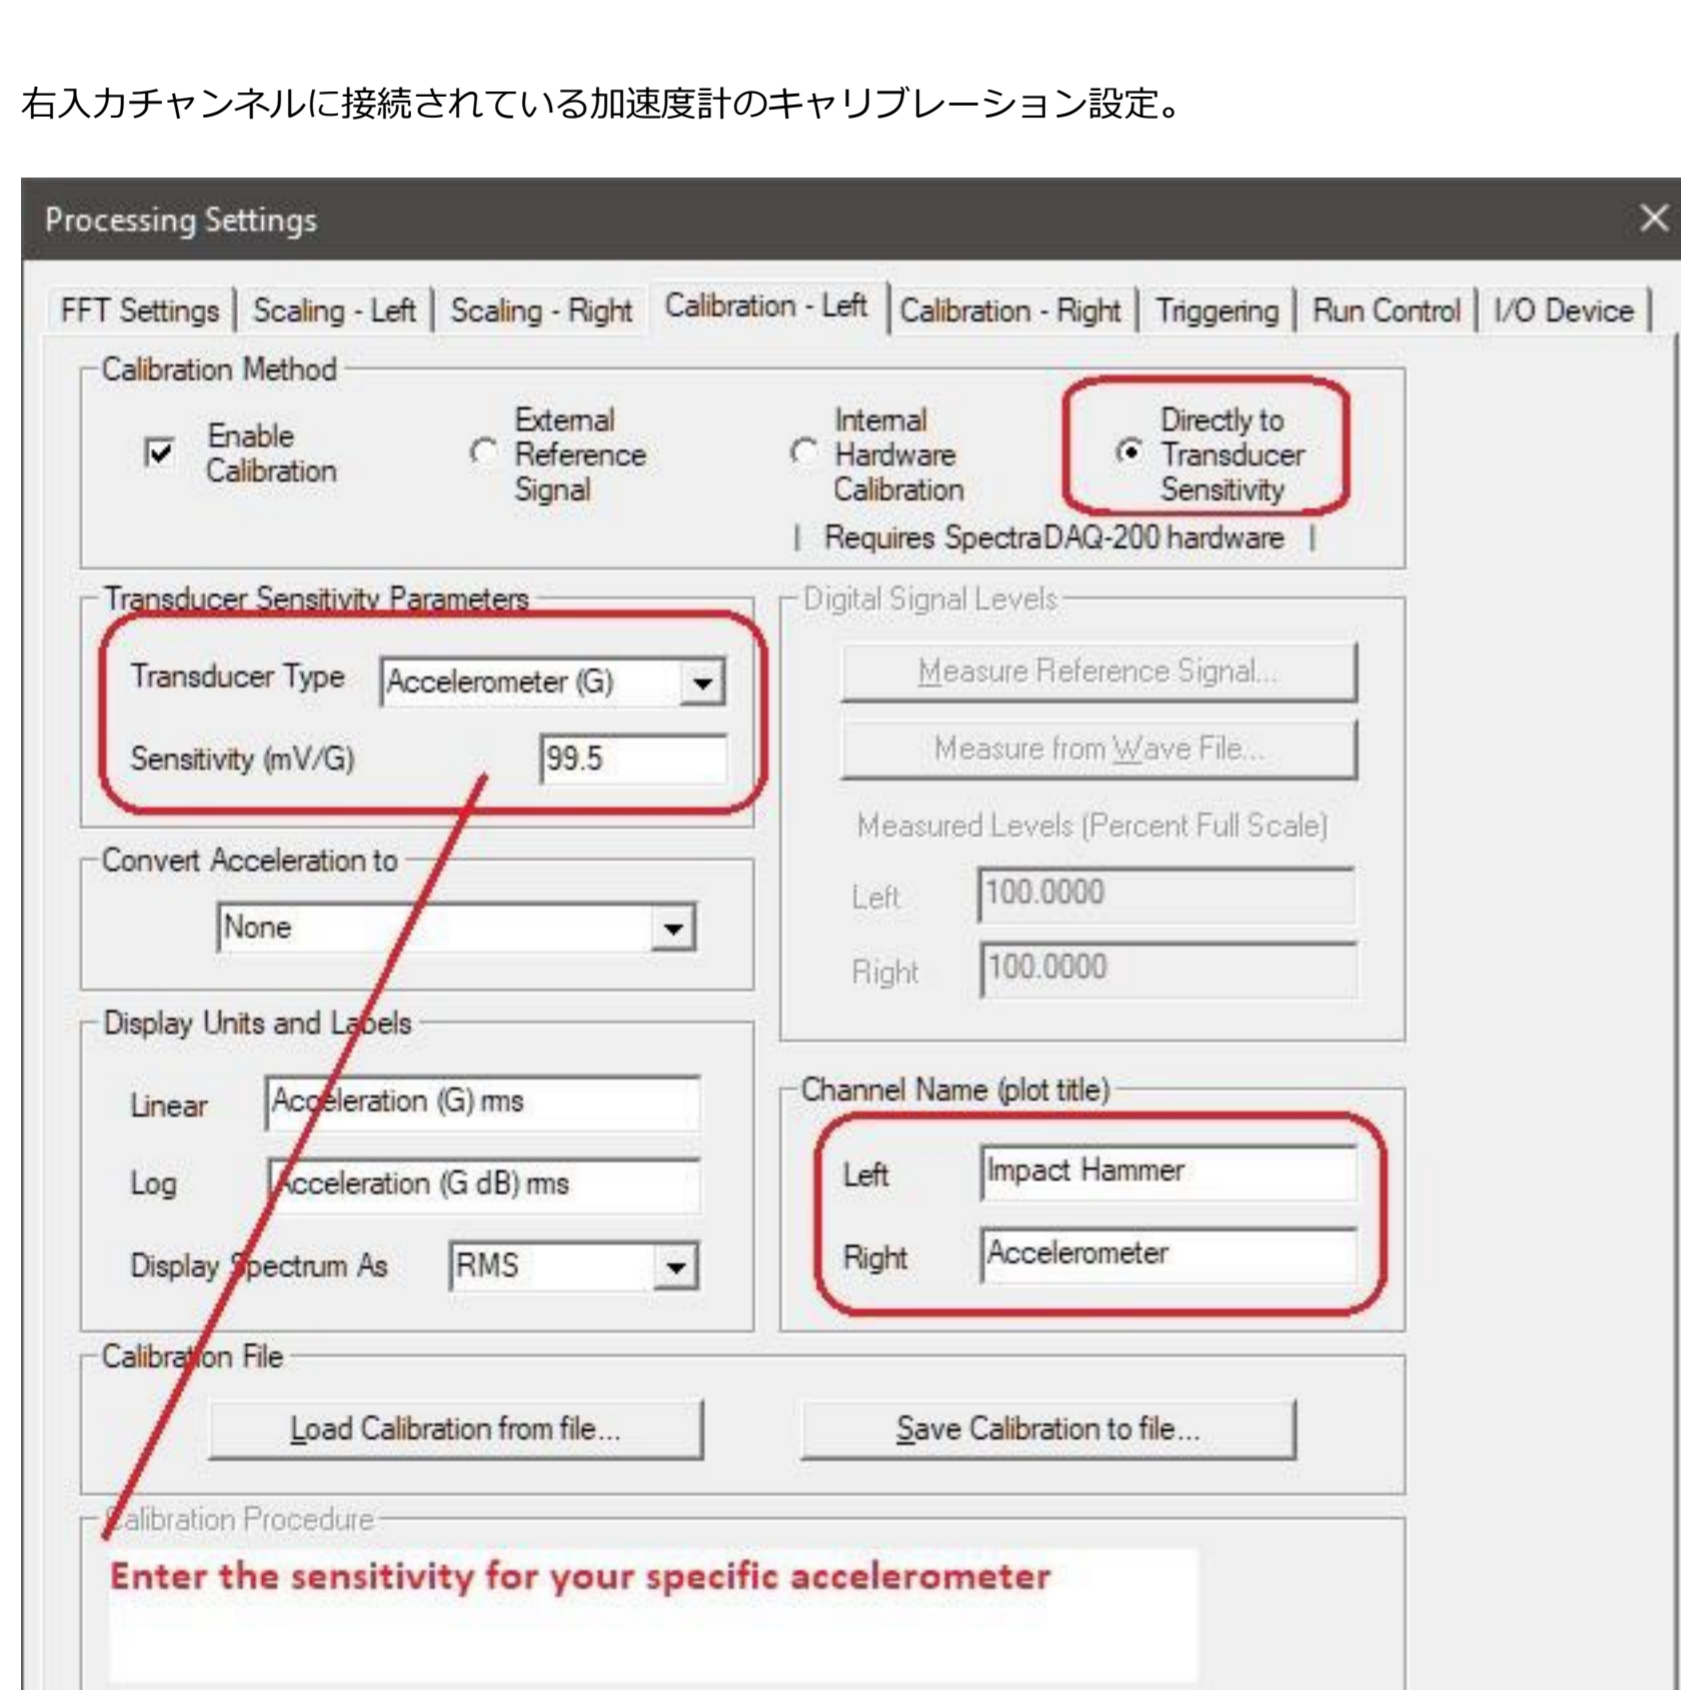 右入力チャンネルに接続されている加速度計のキャリブレーション設定。
Processing Settings
FFT Settings
Scaling - Left
Scaling - Right
Calibration - Left
Calibration - Right
Triggering
Run Control
I/O Device
Calibration Method
Enable
Calibration
External
Reference
Signal
Internal
Hardware
Calibration
Directly to
Transducer
Sensitivity
| Requires SpectraDAQ-200 hardware |
Transducer Sensitivity Parameters
Transducer Type Accelerometer (G)
Sensitivity (mV/G) 99.5
Convert Acceleration to
None
Display Units and Labels
Linear Acceleration (G) rms
Log Acceleration (G dB) rms
Display Spectrum As RMS
Digital Signal Levels
Measure Reference Signal...
Measure from Wave File...
Measured Levels (Percent Full Scale)
Left 100.0000
Right 100.0000
Channel Name (plot title)
Left Impact Hammer
Right Accelerometer
Calibration File
Load Calibration from file...
Save Calibration to file...
Calibration Procedure
Enter the sensitivity for your specific accelerometer